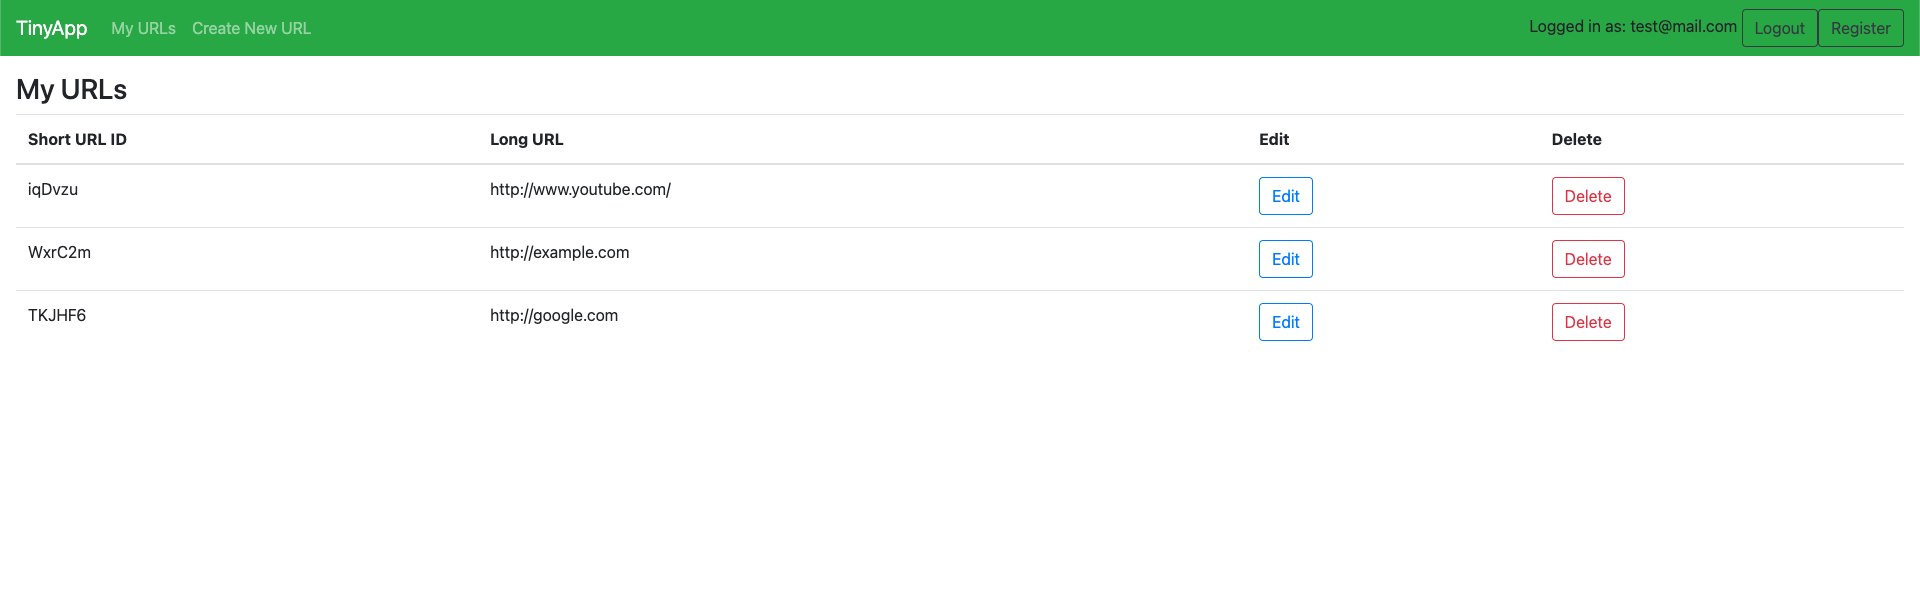 TinyApp My URLs Create New URL Logged in as: test@mail.com Logout Register
My URLs
Short URL ID Long URL Edit Delete
iqDvzu http://www.youtube.com/ Edit Delete
WxrC2m http://example.com Edit Delete
TKJHF6 http://google.com Edit Delete